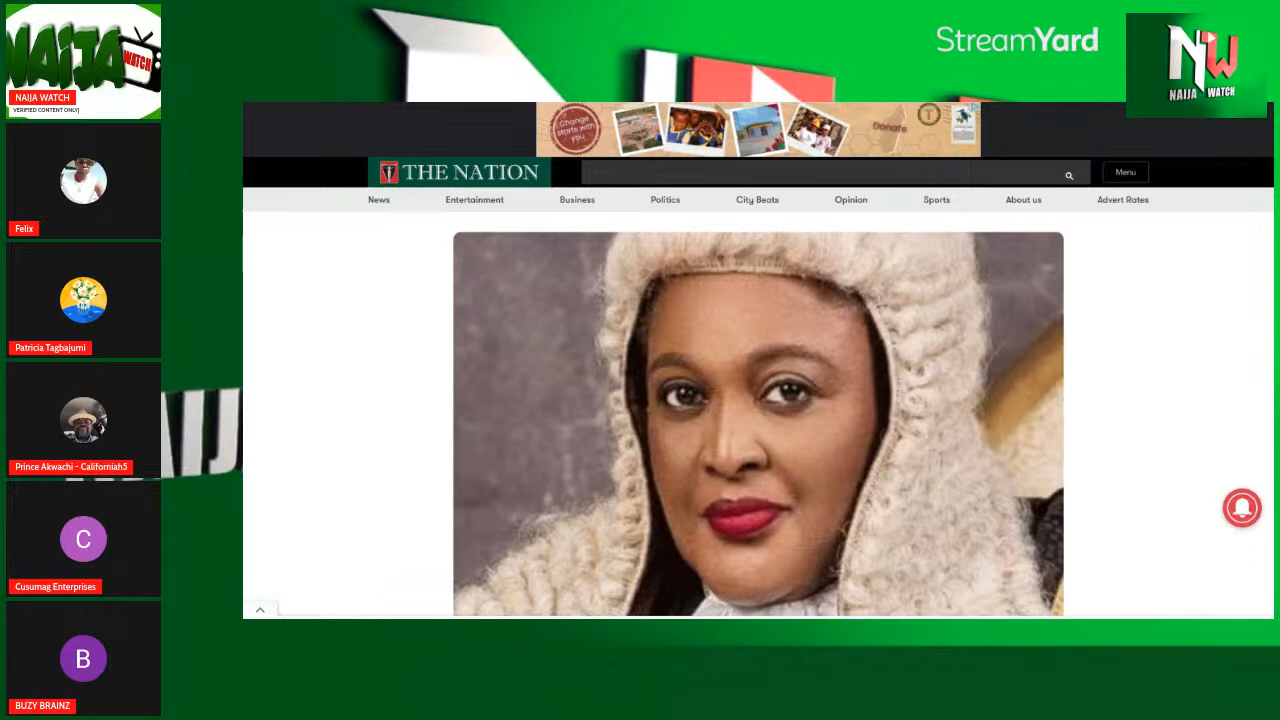 NAIJA
WATCH
NAIJA WATCH
VERIFIED CONTENT ONLY|
Felix
Patricia Tagbajumi
Prince Akwachi - Californiah5
C
Cusumag Enterprises
B
BUZY BRAINZ
StreamYard
NW
NAIJA WATCH
Change
starts with
you
Donate
T
THE NATION
Menu
News Entertainment Business Politics City Beats Opinion Sports About us Advert Rates